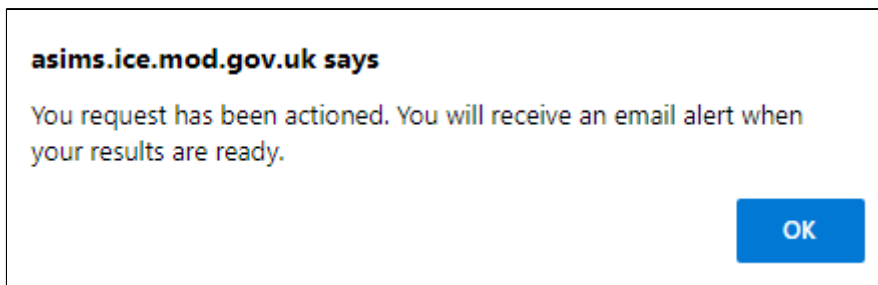 asims.ice.mod.gov.uk says
You request has been actioned. You will receive an email alert when
your results are ready.
OK